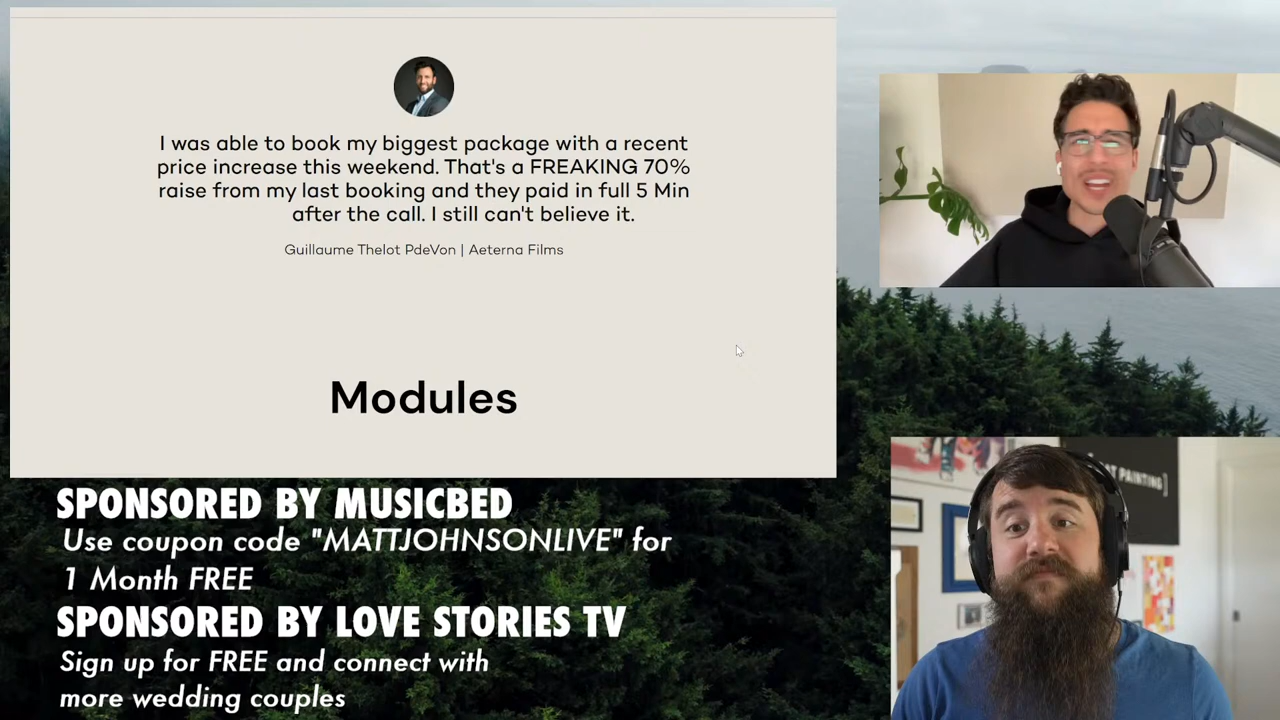 I was able to book my biggest package with a recent
price increase this weekend. That's a FREAKING 70%
raise from my last booking and they paid in full 5 Min
after the call. I still can't believe it.
Guillaume Thelot PdeVon | Aeterna Films
Modules
SPONSORED BY MUSICBED
Use coupon code "MATTJOHNSONLIVE" for
1 Month FREE
SPONSORED BY LOVE STORIES TV
Sign up for FREE and connect with
more wedding couples
PAINTING]